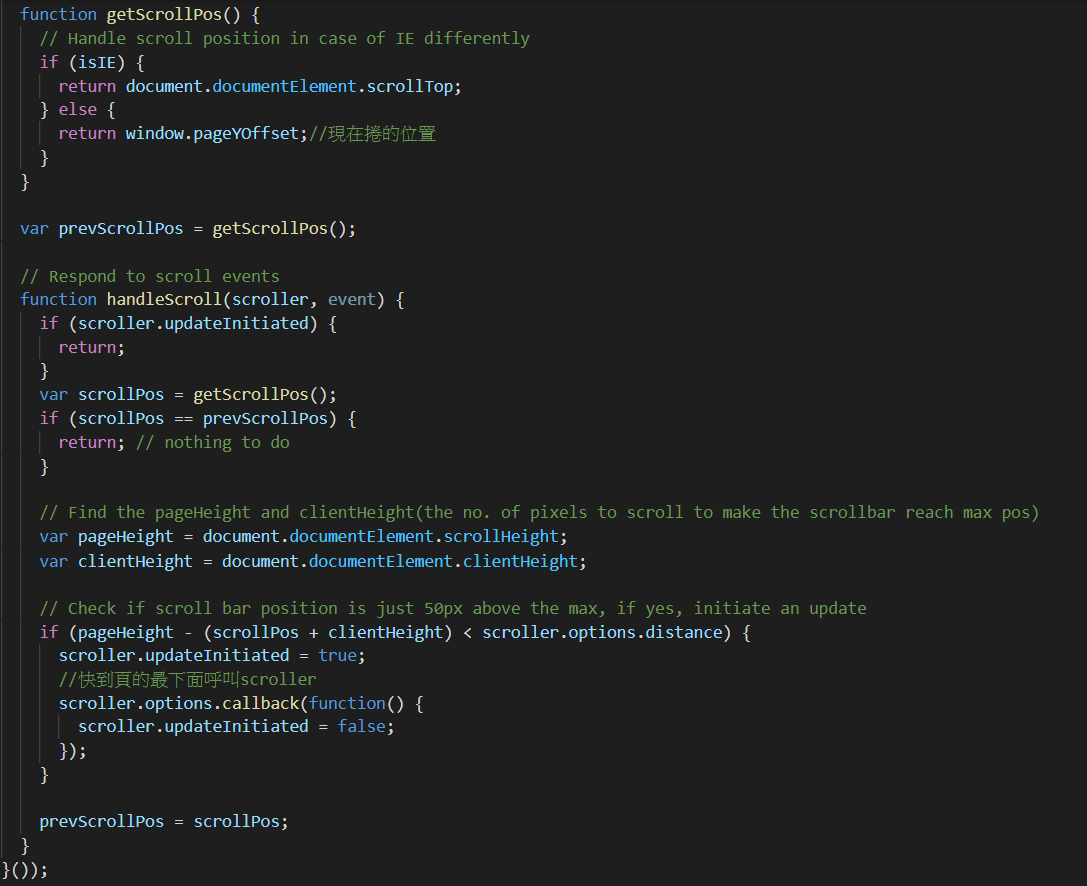 function getScrollPos() {
// Handle scroll position in case of IE differently
if (isIE) {
return document.documentElement.scrollTop;
} else {
return window.pageYOffset;//現在捲的位置
}
}
var prevScrollPos = getScrollPos();
// Respond to scroll events
function handleScroll(scroller, event) {
if (scroller.updateInitiated) {
return;
}
var scrollPos = getScrollPos();
if (scrollPos == prevScrollPos) {
return; // nothing to do
}
// Find the pageHeight and clientHeight(the no. of pixels to scroll to make the scrollbar reach max pos)
var pageHeight = document.documentElement.scrollHeight;
var clientHeight = document.documentElement.clientHeight;
// Check if scroll bar position is just 50px above the max, if yes, initiate an update
if (pageHeight - (scrollPos + clientHeight) < scroller.options.distance) {
scroller.updateInitiated = true;
//快到頁的最下面呼叫scroller
scroller.options.callback(function() {
scroller.updateInitiated = false;
});
}
prevScrollPos = scrollPos;
}
}());